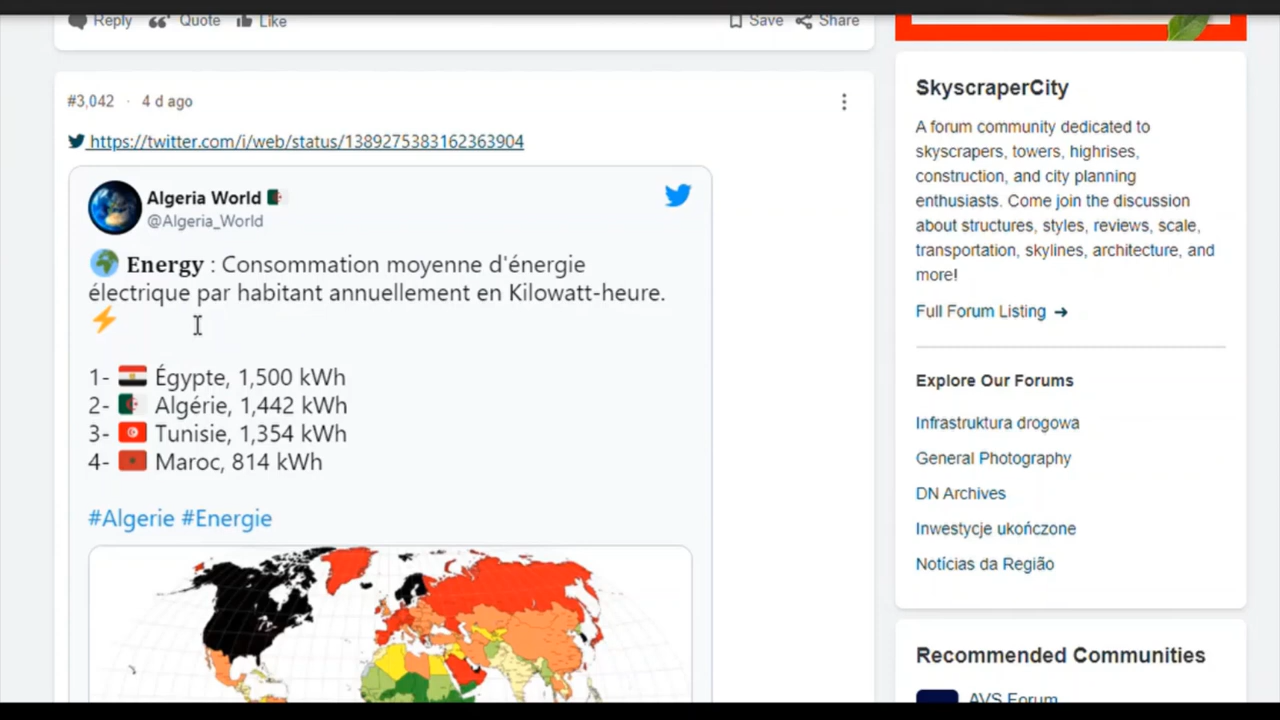 Reply Quote Like Save Share
#3,042 · 4 d ago
https://twitter.com/i/web/status/1389275383162363904
Algeria World
@Algeria_World
Energy : Consommation moyenne d'énergie
électrique par habitant annuellement en Kilowatt-heure.
1- Égypte, 1,500 kWh
2- Algérie, 1,442 kWh
3- Tunisie, 1,354 kWh
4- Maroc, 814 kWh
#Algerie #Energie
SkyscraperCity
A forum community dedicated to
skyscrapers, towers, highrises,
construction, and city planning
enthusiasts. Come join the discussion
about structures, styles, reviews, scale,
transportation, skylines, architecture, and
more!
Full Forum Listing →
Explore Our Forums
Infrastruktura drogowa
General Photography
DN Archives
Inwestycje ukończone
Notícias da Região
Recommended Communities
AVS Forum